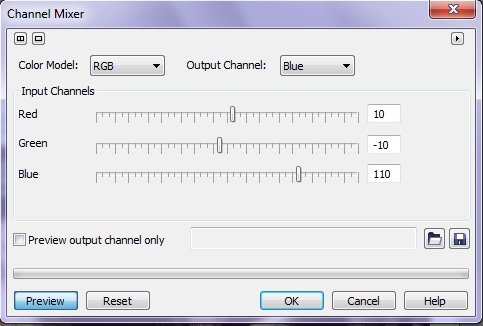 Channel Mixer
Color Model: RGB Output Channel: Blue
Input Channels
Red 10
Green -10
Blue 110
Preview output channel only
Preview Reset OK Cancel Help